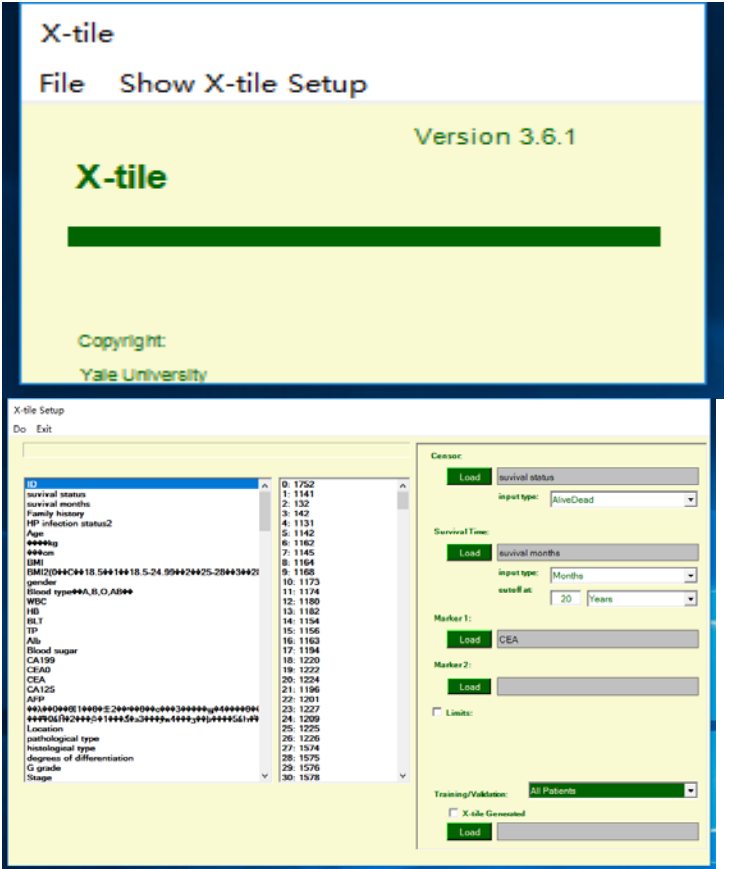 X-tile
File Show X-tile Setup
Version 3.6.1
X-tile
Copyright:
Yale University
X-tile Setup
Do Exit
ID
suvival status
suvival months
Family history
HP infection status2
Age
kg
cm
BMI
gender
WBC
HB
BLT
TP
Alb
Blood sugar
CA199
CEA0
CEA
CA125
AFP
Location
pathological type
histological type
degrees of differentiation
G grade
Stage
0: 1752
1: 1141
2: 132
3: 142
4: 1131
5: 1142
6: 1162
7: 1145
8: 1164
9: 1168
10: 1173
11: 1174
12: 1180
13: 1182
14: 1154
15: 1156
16: 1163
17: 1194
18: 1220
19: 1222
20: 1224
21: 1196
22: 1201
23: 1227
24: 1209
25: 1225
26: 1226
27: 1574
28: 1575
29: 1576
30: 1578
Censor:
Load suvival status
input type: AliveDead
Survival Time:
Load suvival months
input type: Months
cutoff at: 20 Years
Marker 1:
Load CEA
Marker 2:
Load
Limits:
Training/Validation: All Patients
X-tile Generated
Load